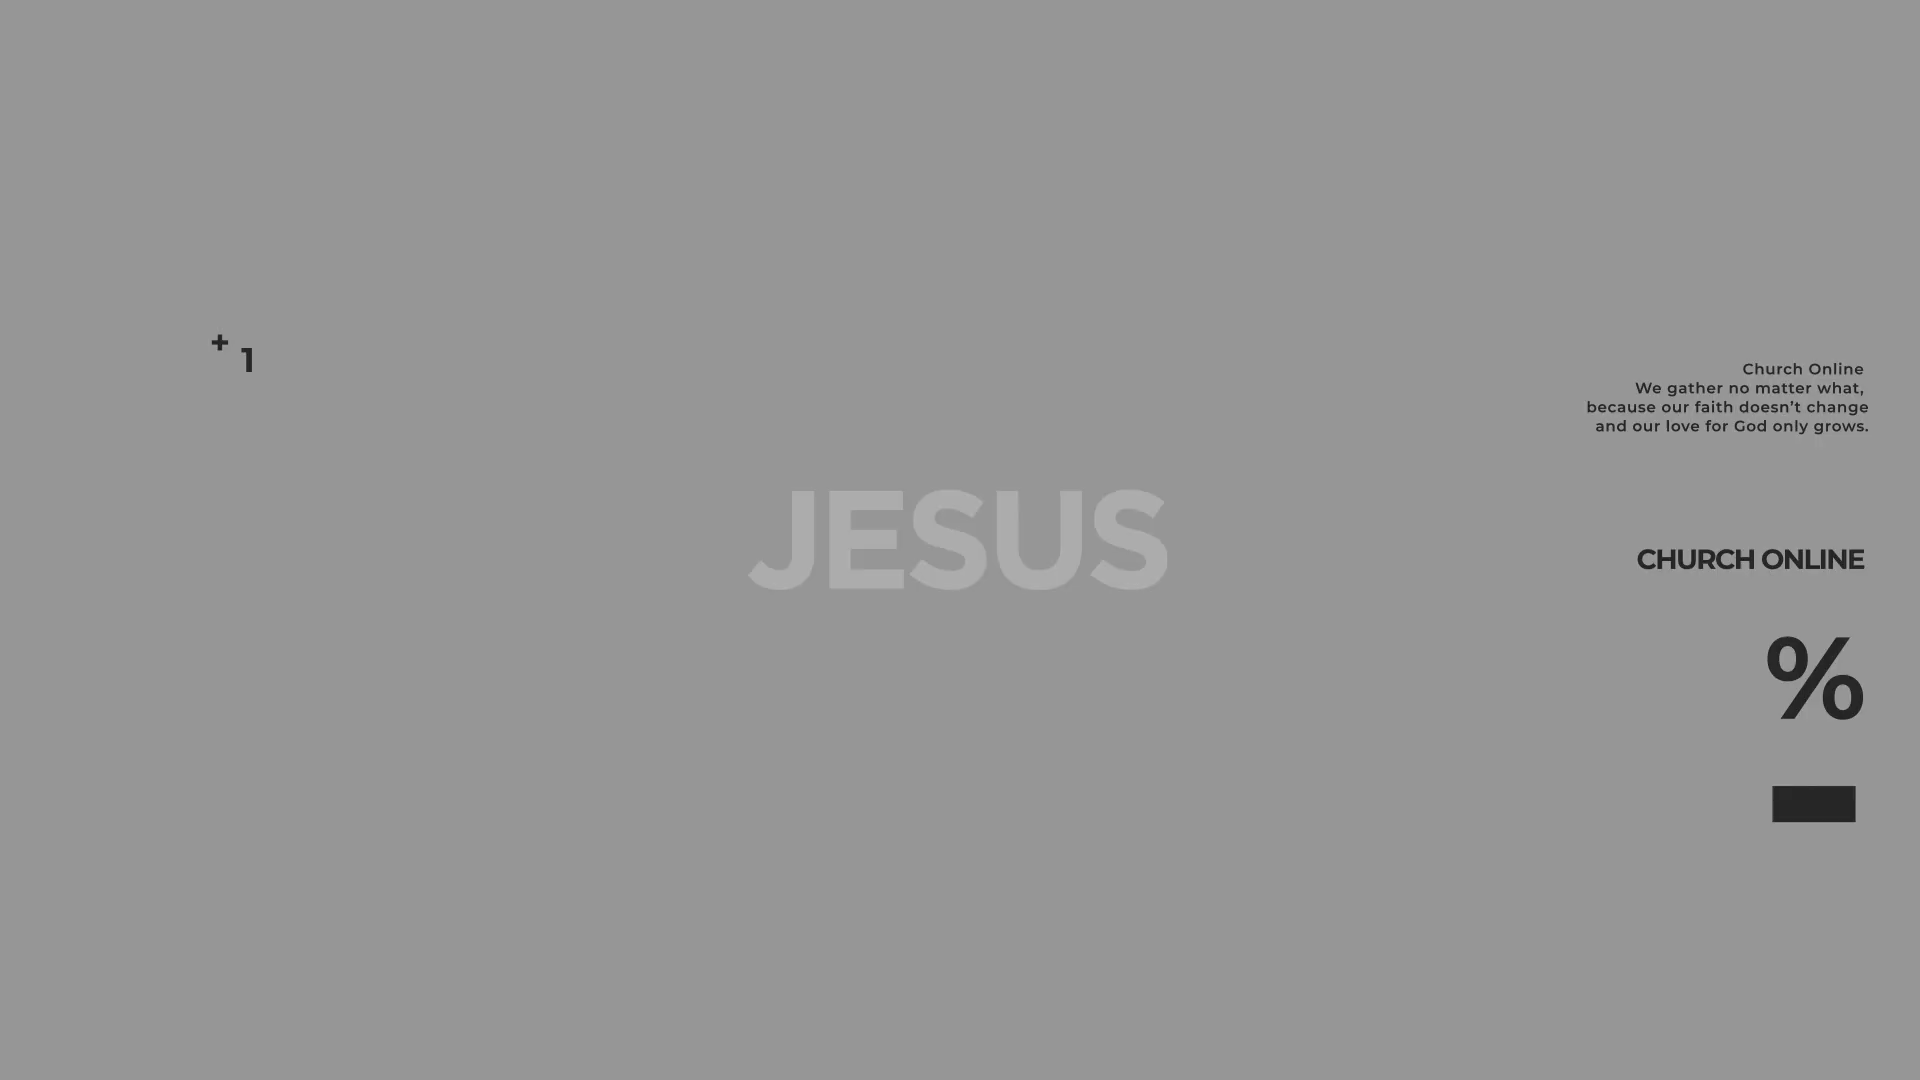 + 1
Church Online
We gather no matter what,
because our faith doesn't change
and our love for God only grows.
JESUS
CHURCH ONLINE
%